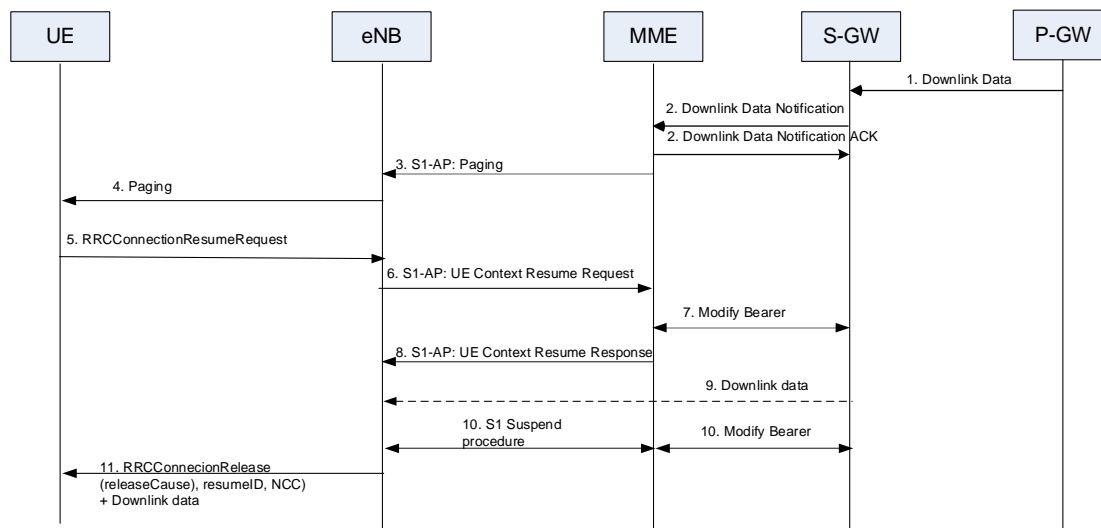 UE
eNB
MME
S-GW
P-GW
1. Downlink Data
2. Downlink Data Notification
2. Downlink Data Notification ACK
3. S1-AP: Paging
4. Paging
5. RRCConnectionResumeRequest
6. S1-AP: UE Context Resume Request
7. Modify Bearer
8. S1-AP: UE Context Resume Response
9. Downlink data
10. S1 Suspend
procedure
10. Modify Bearer
11. RRCConnecionRelease
(releaseCause), resumeID, NCC)
+ Downlink data